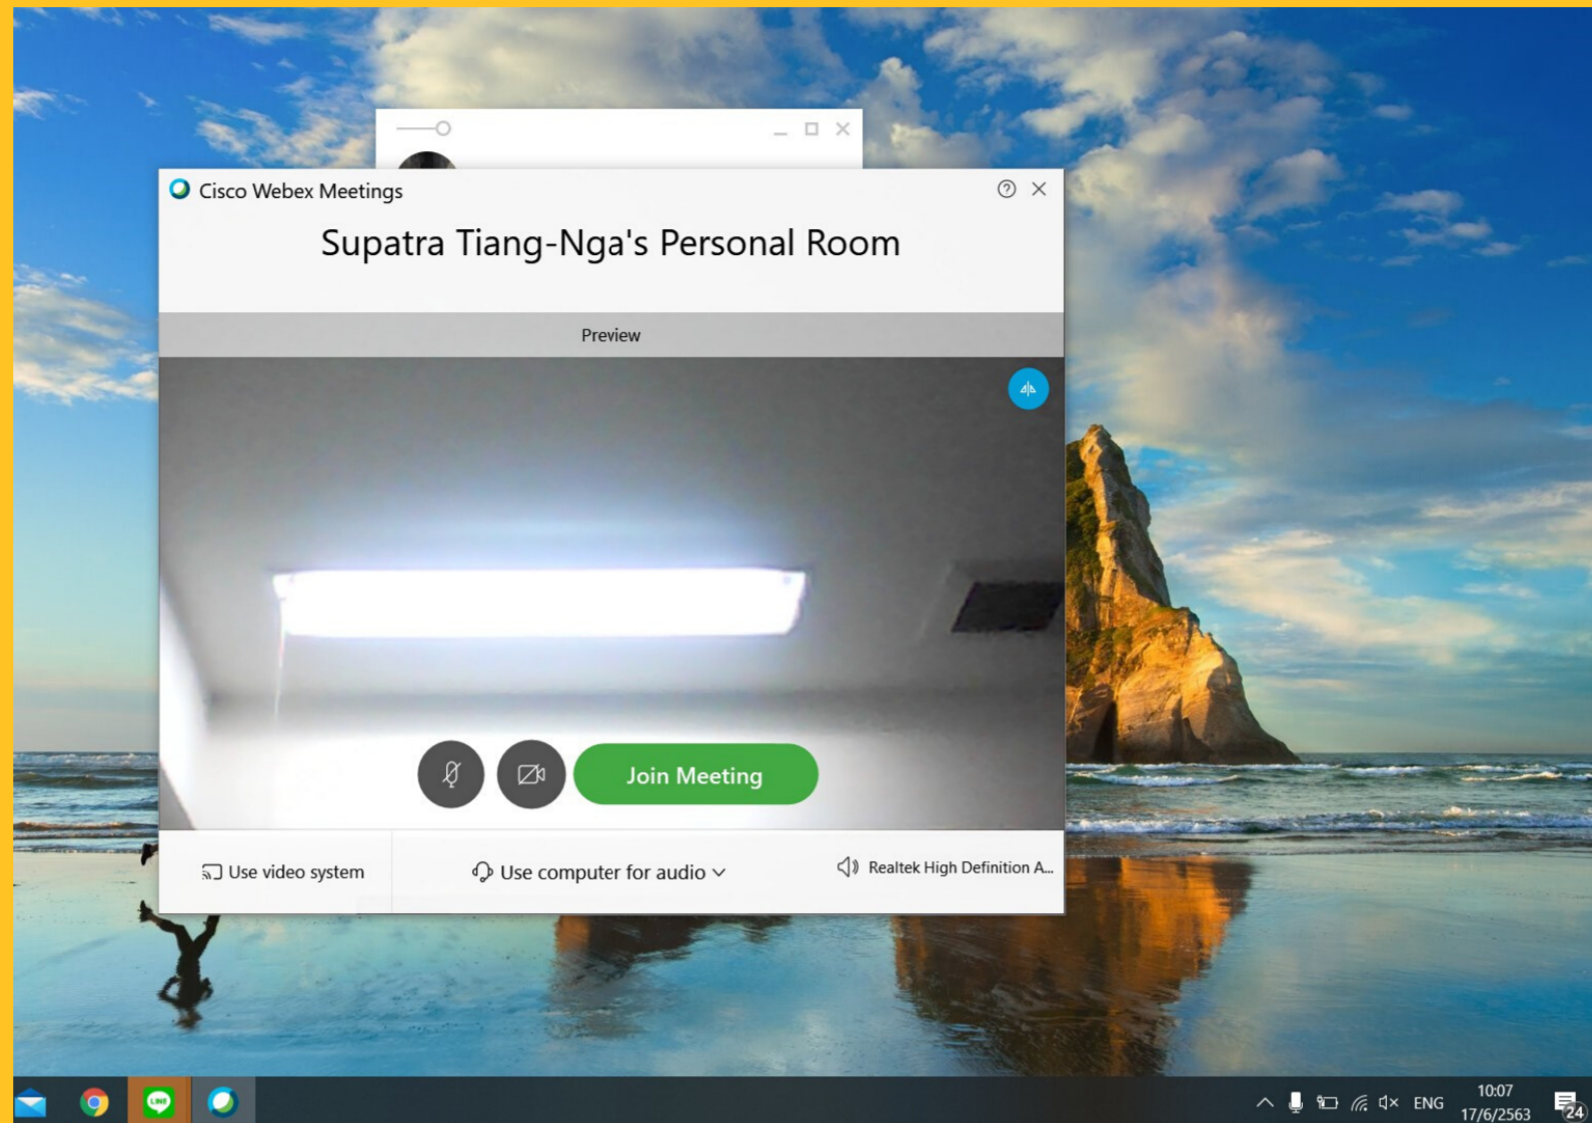 Cisco Webex Meetings
Supatra Tiang-Nga's Personal Room
Preview
Join Meeting
Use video system
Use computer for audio
Realtek High Definition A...
LINE
ENG
10:07
17/6/2563
24